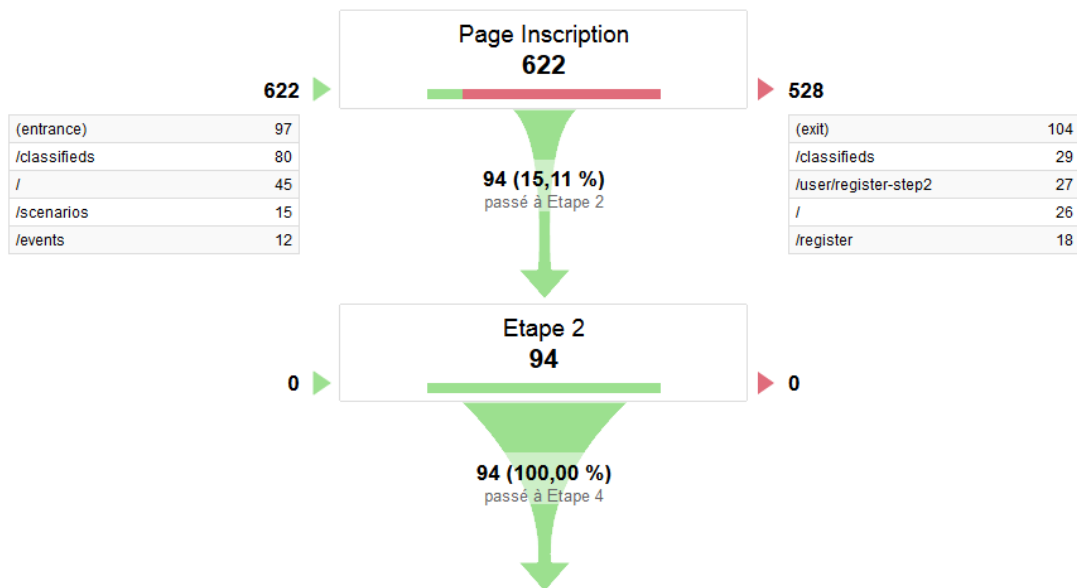 Page Inscription
622
622
528
(entrance) 97
/classifieds 80
/ 45
/scenarios 15
/events 12
(exit) 104
/classifieds 29
/user/register-step2 27
/ 26
/register 18
94 (15,11 %)
passé à Etape 2
Etape 2
94
0
0
94 (100,00 %)
passé à Etape 4